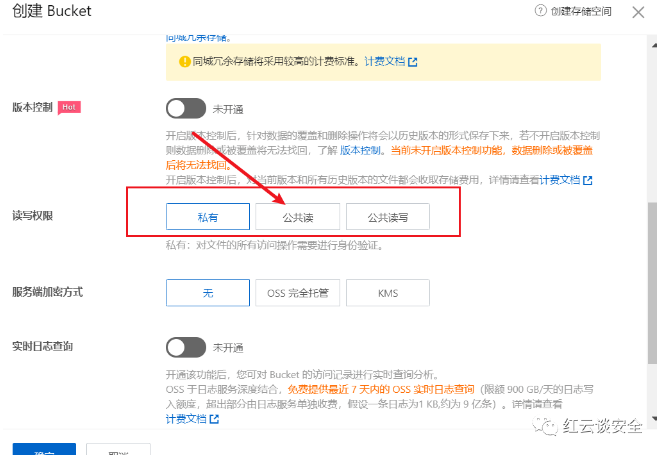 创建 Bucket
创建存储空间
同城冗余存储。
同城冗余存储将采用较高的计费标准。计费文档
版本控制 Hot
未开通
开启版本控制后，针对数据的覆盖和删除操作将会以历史版本的形式保存下来，若不开启版本控制
则数据删除或被覆盖将无法找回，了解 版本控制。当前未开启版本控制功能，数据删除或被覆盖
后将无法找回。
开启版本控制后，对当前版本和所有历史版本的文件都会收取存储费用，详情请查看计费文档
读写权限
私有
公共读
公共读写
私有：对文件的所有访问操作需要进行身份验证。
服务端加密方式
无
OSS 完全托管
KMS
实时日志查询
未开通
开通该功能后，您可对 Bucket 的访问记录进行实时查询分析。
OSS 于日志服务深度结合，免费提供最近 7 天内的 OSS 实时日志查询（限额 900 GB/天的日志写
入额度，超出部分由日志服务单独收费，假设一条日志为1 KB,约为 9 亿条）。详情请查看
计费文档
红云谈安全
确定
取消